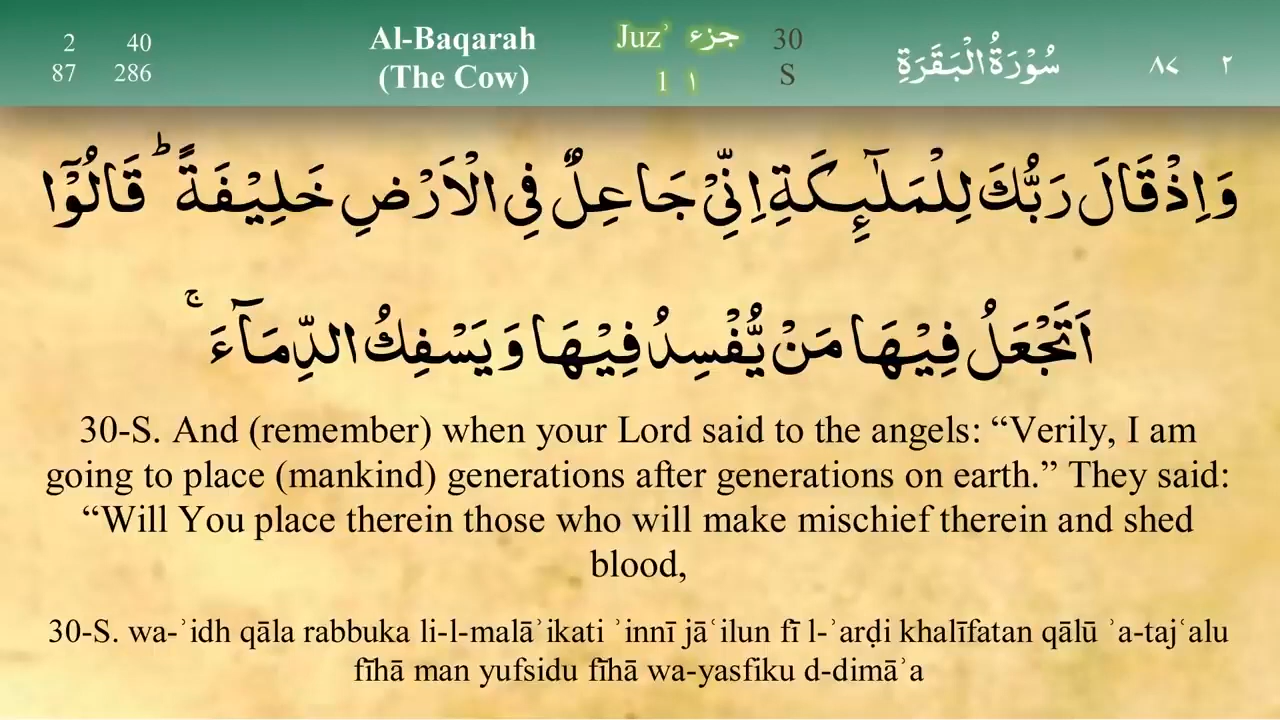 2 40
87 286
Al-Baqarah
(The Cow)
Juzʾ جزء
1 ١
30
S
سُوْرَةُ الْبَقَرَةِ
٨٧ ٢
وَاِذْ قَالَ رَبُّكَ لِلْمَلٰٓئِكَةِ اِنِّىْ جَاعِلٌ فِى الْاَرْضِ خَلِيْفَةً ؕ قَالُوْٓا
اَتَجْعَلُ فِيْهَا مَنْ يُّفْسِدُ فِيْهَا وَيَسْفِكُ الدِّمَآءَ ۚ
30-S. And (remember) when your Lord said to the angels: “Verily, I am
going to place (mankind) generations after generations on earth.” They said:
“Will You place therein those who will make mischief therein and shed
blood,
30-S. wa-ʾidh qāla rabbuka li-l-malāʾikati ʾinnī jāʿilun fī l-ʾarḍi khalīfatan qālū ʾa-tajʿalu
fīhā man yufsidu fīhā wa-yasfiku d-dimāʾa